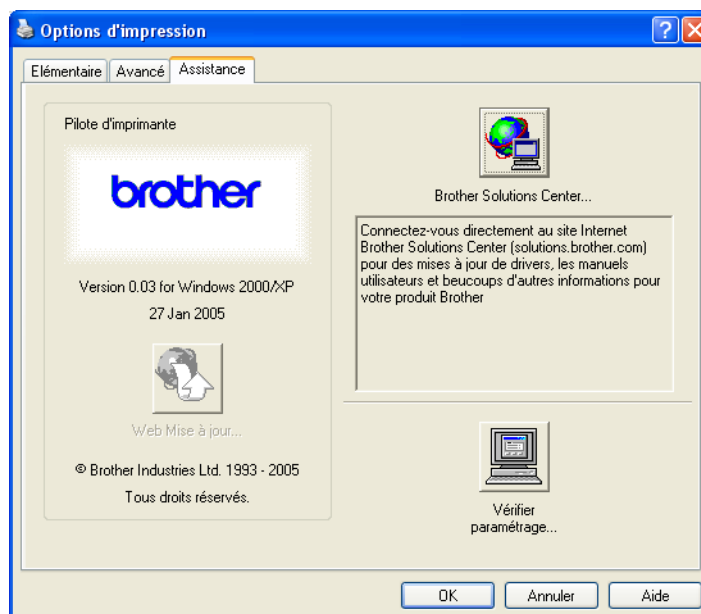 Options d'impression
Elémentaire
Avancé
Assistance
Pilote d'imprimante
brother
Version 0.03 for Windows 2000/XP
27 Jan 2005
Web Mise à jour...
© Brother Industries Ltd. 1993 - 2005
Tous droits réservés.
Brother Solutions Center...
Connectez-vous directement au site Internet
Brother Solutions Center (solutions.brother.com)
pour des mises à jour de drivers, les manuels
utilisateurs et beucoups d'autres informations pour
votre produit Brother
Vérifier
paramétrage...
OK
Annuler
Aide